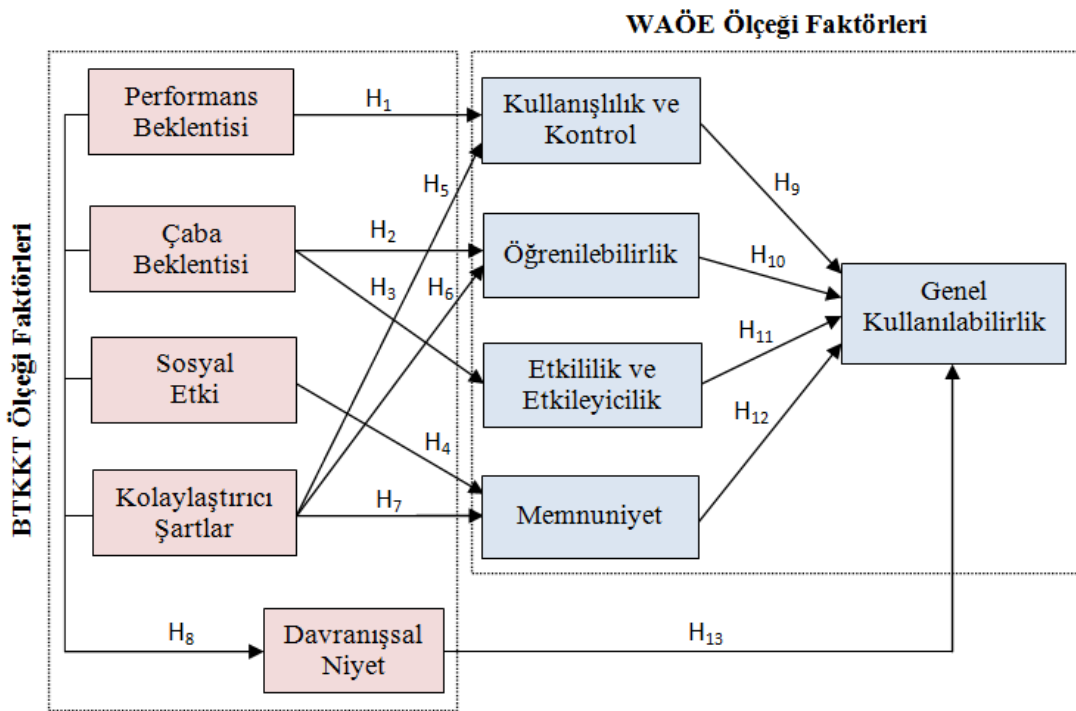 WAÖE Ölçeği Faktörleri
BTKKT Ölçeği Faktörleri
Performans
Beklentisi
H₁
Kullanışlılık ve
Kontrol
H₅
H₉
Çaba
Beklentisi
H₂
Öğrenilebilirlik
H₁₀
H₃
H₆
Genel
Kullanılabilirlik
Sosyal
Etki
Etkililik ve
Etkileyicilik
H₁₁
H₁₂
H₄
Kolaylaştırıcı
Şartlar
H₇
Memnuniyet
H₈
Davranışsal
Niyet
H₁₃